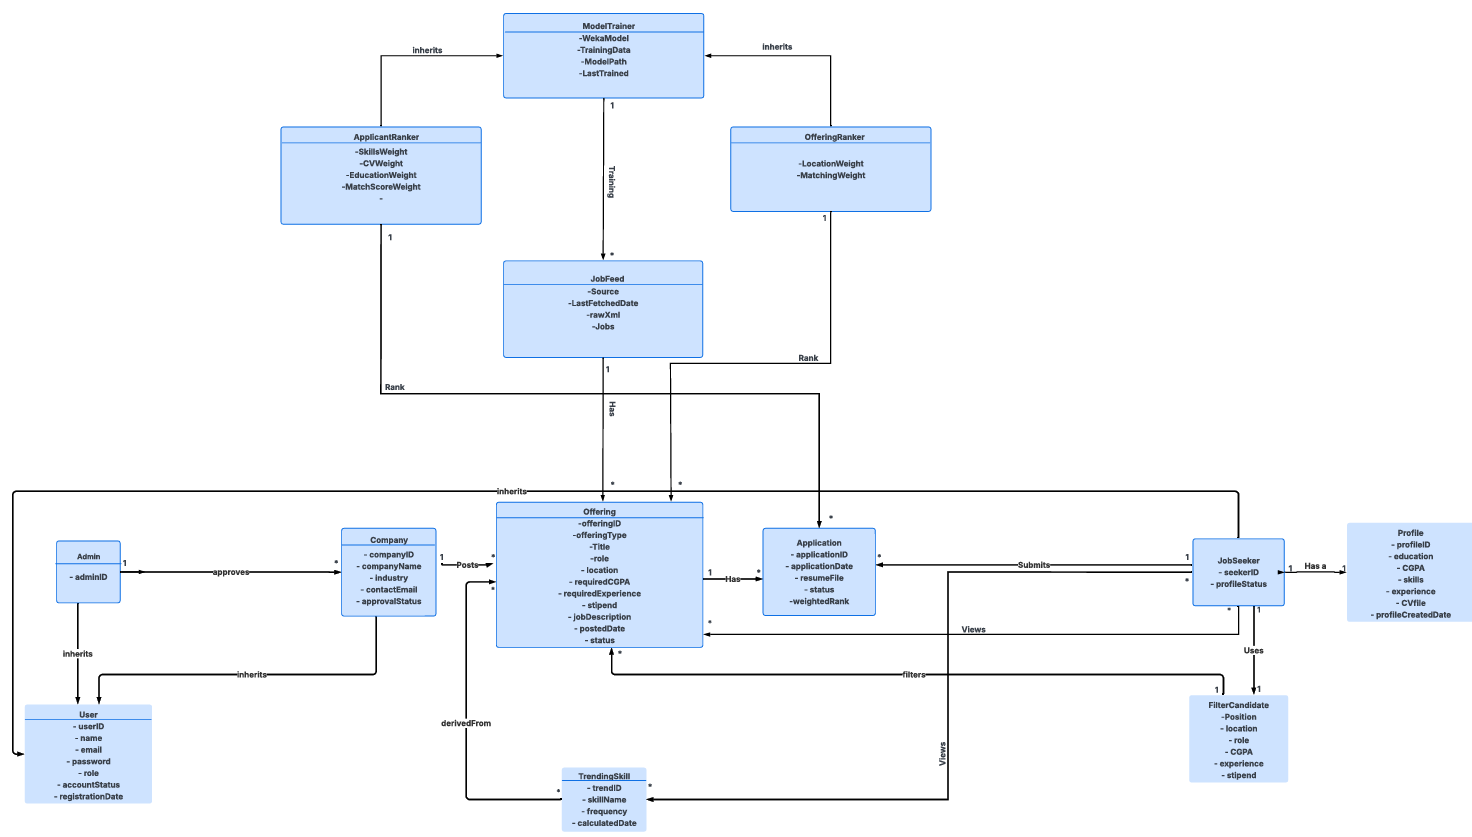 ModelTrainer
-WekaModel
-TrainingData
-ModelPath
-LastTrained
inherits
inherits
1
ApplicantRanker
-SkillsWeight
-CVWeight
-EducationWeight
-MatchScoreWeight
-
1
Training
*
OfferingRanker
-LocationWeight
-MatchingWeight
1
JobFeed
-Source
-LastFetchedDate
-rawXml
-Jobs
1
Has
*
Rank
*
Rank
*
inherits
Admin
- adminID
1
approves
*
Company
- companyID
- companyName
- industry
- contactEmail
- approvalStatus
1
Posts
*
*
Offering
-offeringID
-offeringType
-Title
-role
- location
- requiredCGPA
- requiredExperience
- stipend
- jobDescription
- postedDate
- status
1
Has
*
Application
- applicationID
- applicationDate
- resumeFile
- status
-weightedRank
*
Submits
1
*
JobSeeker
- seekerID
- profileStatus
1
Has a
1
Profile
- profileID
- education
- CGPA
- skills
- experience
- CVfile
- profileCreatedDate
*
Views
*
1
Uses
1
*
filters
1
inherits
inherits
User
- userID
- name
- email
- password
- role
- accountStatus
- registrationDate
derivedFrom
*
TrendingSkill
- trendID
- skillName
- frequency
- calculatedDate
*
Views
FilterCandidate
-Position
- location
- role
- CGPA
- experience
- stipend